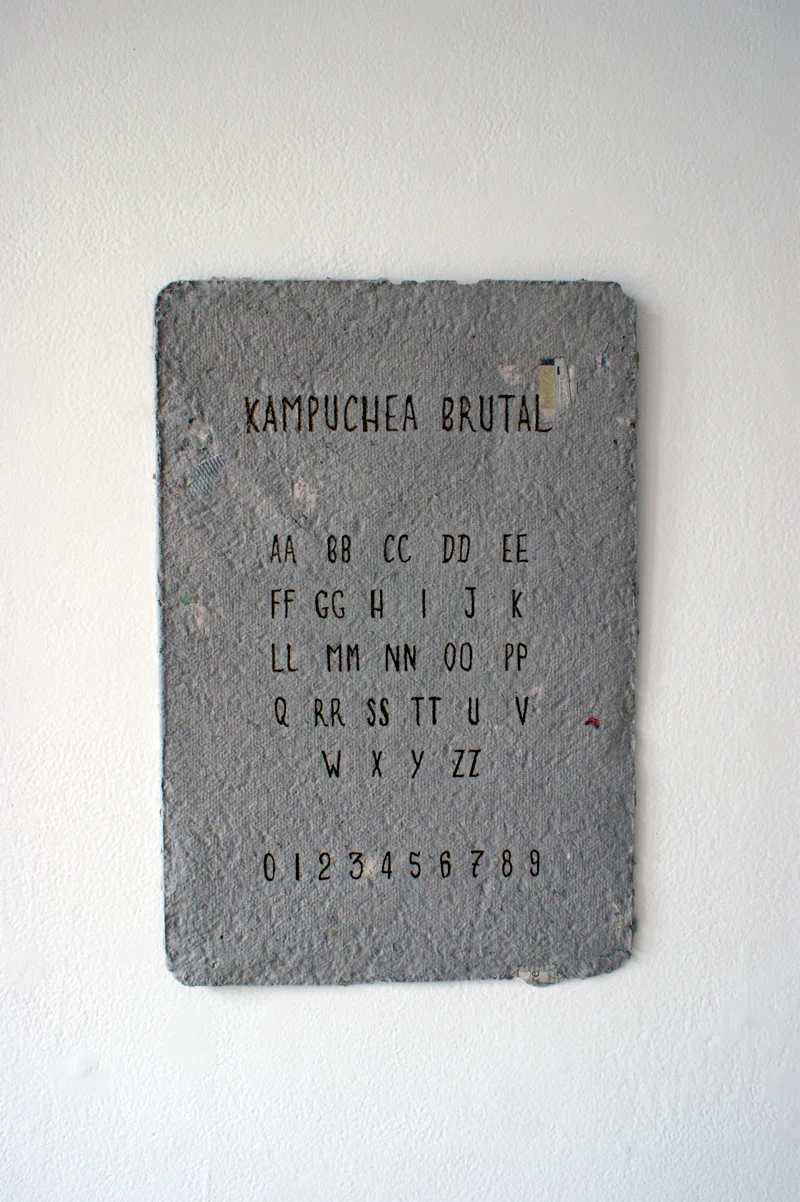 KAMPUCHEA BRUTAL
AA BB CC DD EE
FF GG H I J K
LL MM NN OO PP
Q RR SS TT U V
W X Y ZZ
0 1 2 3 4 5 6 7 8 9